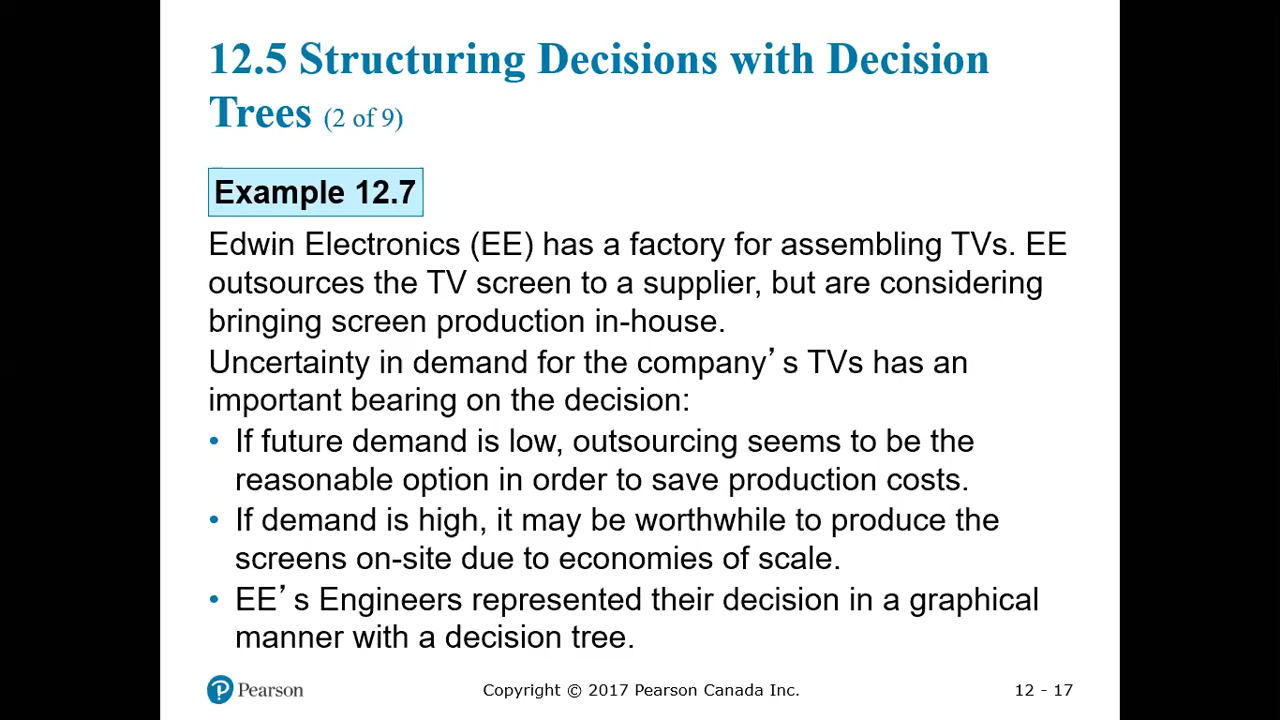 12.5 Structuring Decisions with Decision
Trees (2 of 9)
Example 12.7
Edwin Electronics (EE) has a factory for assembling TVs. EE
outsources the TV screen to a supplier, but are considering
bringing screen production in-house.
Uncertainty in demand for the company’s TVs has an
important bearing on the decision:
• If future demand is low, outsourcing seems to be the
reasonable option in order to save production costs.
• If demand is high, it may be worthwhile to produce the
screens on-site due to economies of scale.
• EE’s Engineers represented their decision in a graphical
manner with a decision tree.
Pearson
Copyright © 2017 Pearson Canada Inc.
12 - 17